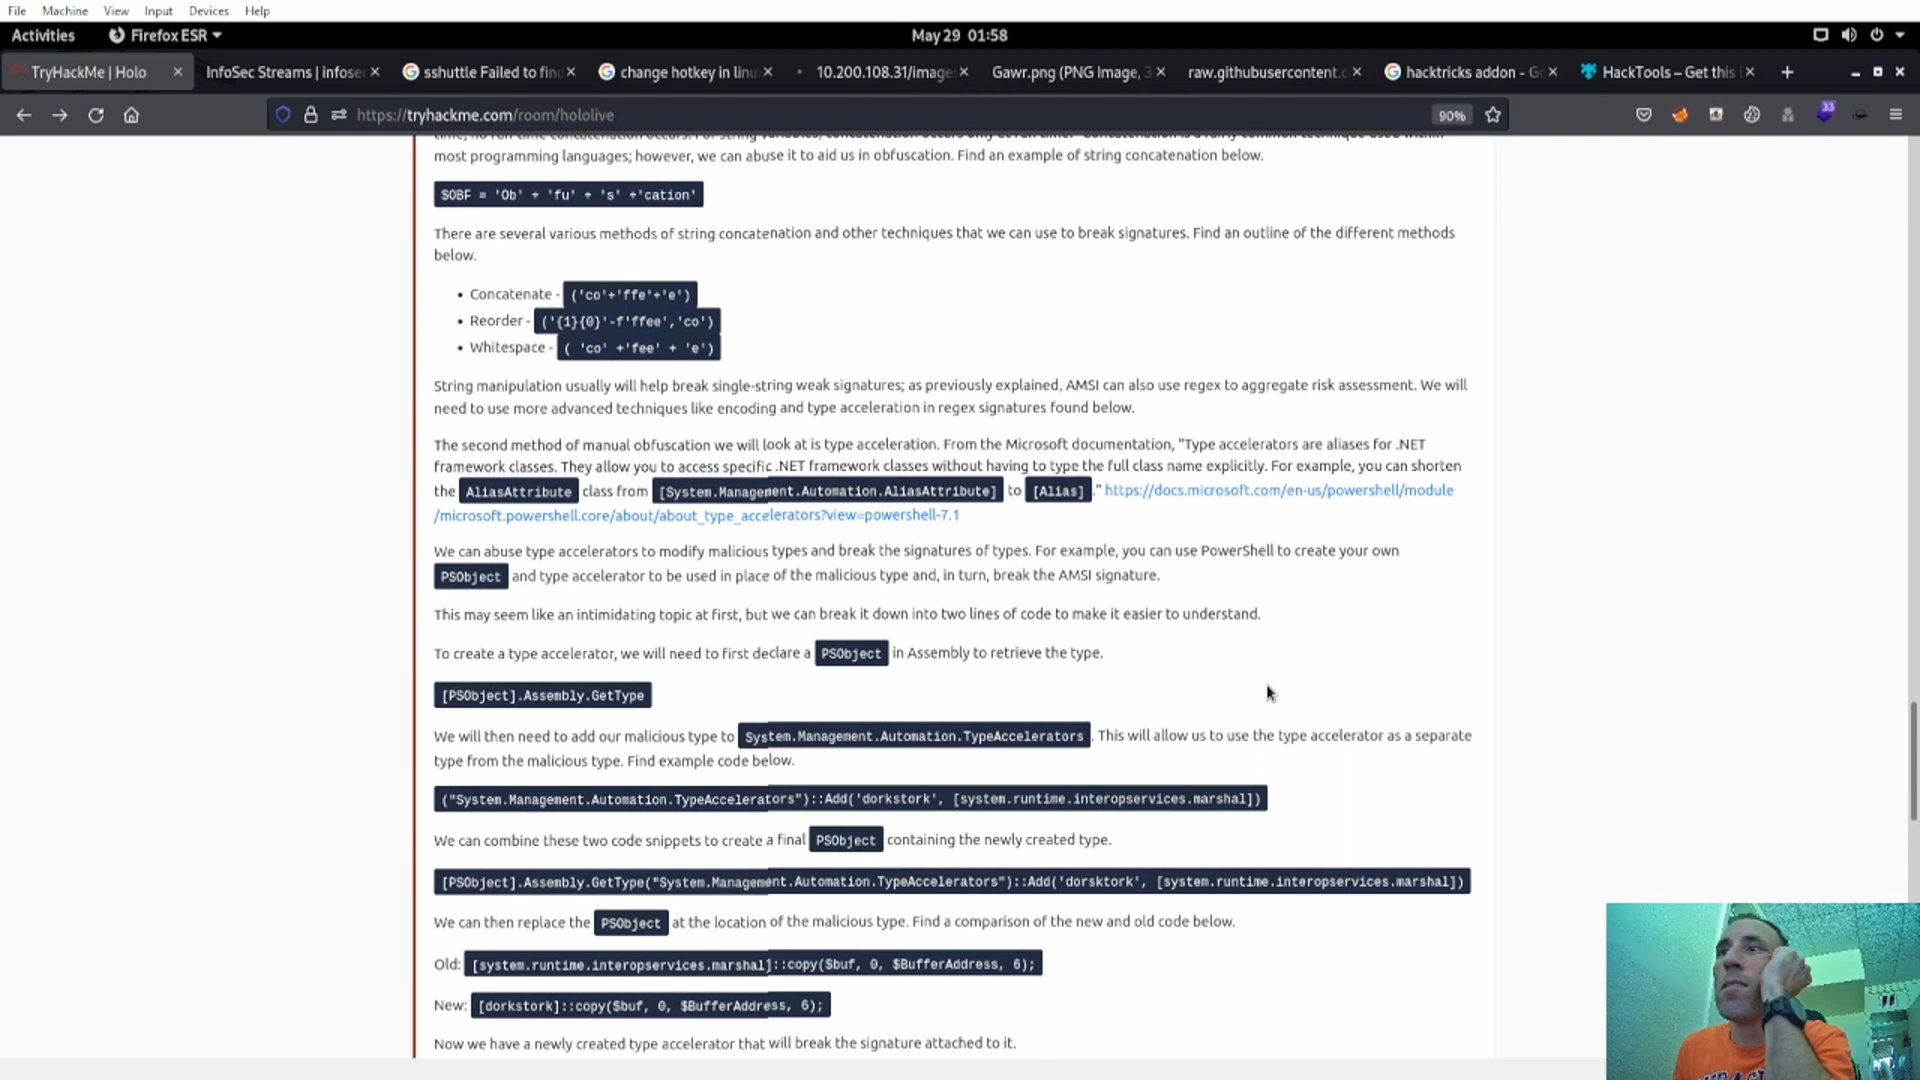 File Machine View Input Devices Help
Activities Firefox ESR May 29 01:58
TryHackMe | Holo InfoSec Streams | infosec sshuttle Failed to fin change hotkey in linu 10.200.108.31/image Gawr.png (PNG Image, 3 raw.githubusercontent.c hacktricks addon - Go HackTools – Get this
https://tryhackme.com/room/hololive 90% 33
most programming languages; however, we can abuse it to aid us in obfuscation. Find an example of string concatenation below.
$OBF = 'Ob' + 'fu' + 's' +'cation'
There are several various methods of string concatenation and other techniques that we can use to break signatures. Find an outline of the different methods
below.
• Concatenate - ('co'+'ffe'+'e')
• Reorder - ('{1}{0}'-f'ffee','co')
• Whitespace - ( 'co' +'fee' + 'e')
String manipulation usually will help break single-string weak signatures; as previously explained, AMSI can also use regex to aggregate risk assessment. We will
need to use more advanced techniques like encoding and type acceleration in regex signatures found below.
The second method of manual obfuscation we will look at is type acceleration. From the Microsoft documentation, "Type accelerators are aliases for .NET
framework classes. They allow you to access specific .NET framework classes without having to type the full class name explicitly. For example, you can shorten
the AliasAttribute class from [System.Management.Automation.AliasAttribute] to [Alias] ." https://docs.microsoft.com/en-us/powershell/module
/microsoft.powershell.core/about/about_type_accelerators?view=powershell-7.1
We can abuse type accelerators to modify malicious types and break the signatures of types. For example, you can use PowerShell to create your own
PSObject and type accelerator to be used in place of the malicious type and, in turn, break the AMSI signature.
This may seem like an intimidating topic at first, but we can break it down into two lines of code to make it easier to understand.
To create a type accelerator, we will need to first declare a PSObject in Assembly to retrieve the type.
[PSObject].Assembly.GetType
We will then need to add our malicious type to System.Management.Automation.TypeAccelerators . This will allow us to use the type accelerator as a separate
type from the malicious type. Find example code below.
("System.Management.Automation.TypeAccelerators")::Add('dorkstork', [system.runtime.interopservices.marshal])
We can combine these two code snippets to create a final PSObject containing the newly created type.
[PSObject].Assembly.GetType("System.Management.Automation.TypeAccelerators")::Add('dorsktork', [system.runtime.interopservices.marshal])
We can then replace the PSObject at the location of the malicious type. Find a comparison of the new and old code below.
Old: [system.runtime.interopservices.marshal]::copy($buf, 0, $BufferAddress, 6);
New: [dorkstork]::copy($buf, 0, $BufferAddress, 6);
Now we have a newly created type accelerator that will break the signature attached to it.